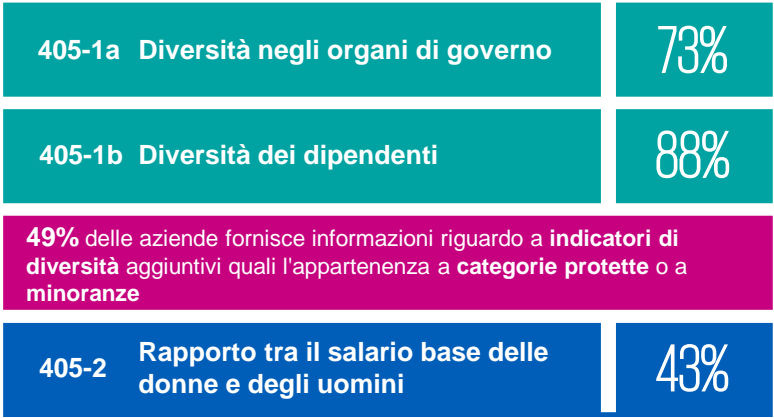 405-1a Diversità negli organi di governo 73%
405-1b Diversità dei dipendenti 88%
49% delle aziende fornisce informazioni riguardo a indicatori di
diversità aggiuntivi quali l'appartenenza a categorie protette o a
minoranze
405-2 Rapporto tra il salario base delle
donne e degli uomini 43%